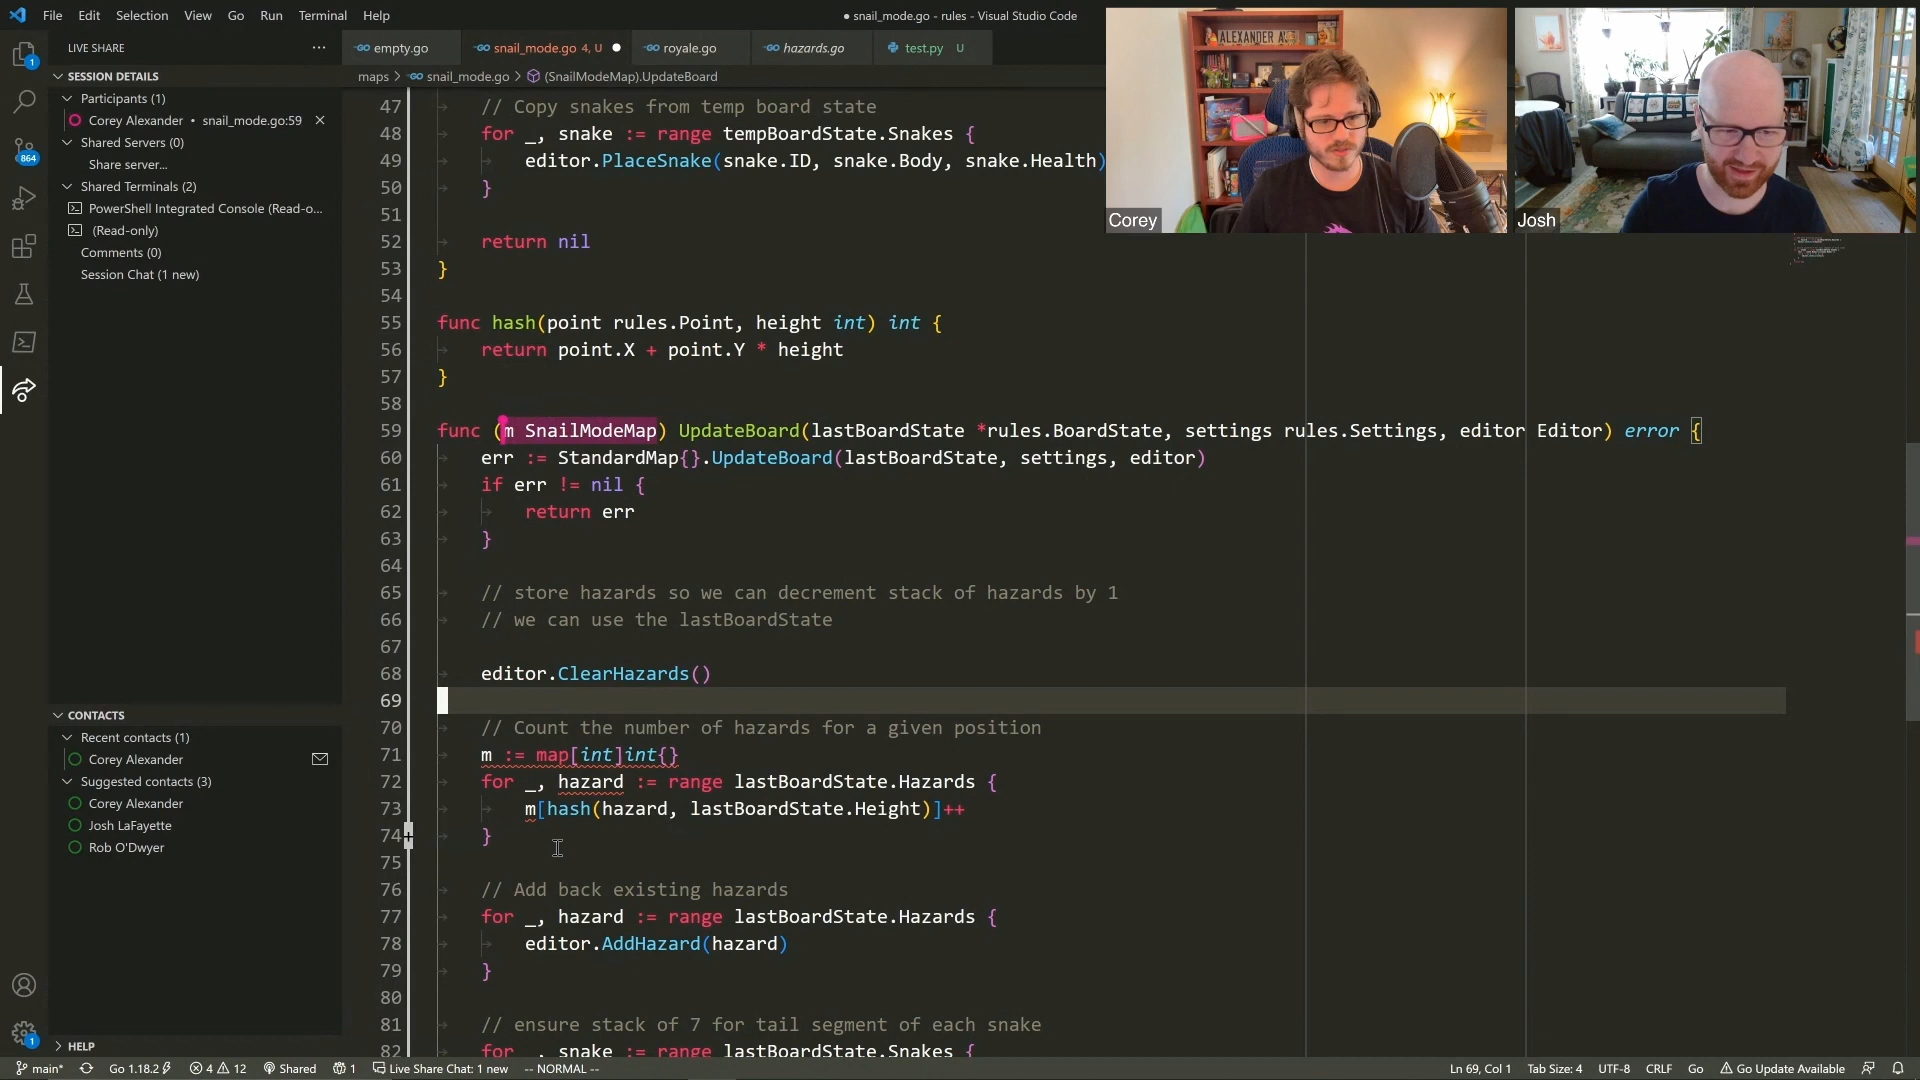 File Edit Selection View Go Run Terminal Help
● snail_mode.go - rules - Visual Studio Code
LIVE SHARE ···
empty.go
snail_mode.go 4, U ●
royale.go
hazards.go
test.py U
SESSION DETAILS
maps > snail_mode.go > (SnailModeMap).UpdateBoard
Participants (1)
Corey Alexander • snail_mode.go:59
Shared Servers (0)
Share server...
Shared Terminals (2)
PowerShell Integrated Console (Read-o...
(Read-only)
Comments (0)
Session Chat (1 new)
CONTACTS
Recent contacts (1)
Corey Alexander
Suggested contacts (3)
Corey Alexander
Josh LaFayette
Rob O'Dwyer
HELP
1
864
1
47 // Copy snakes from temp board state
48 for _, snake := range tempBoardState.Snakes {
49 editor.PlaceSnake(snake.ID, snake.Body, snake.Health)
50 }
51
52 return nil
53 }
54
55 func hash(point rules.Point, height int) int {
56 return point.X + point.Y * height
57 }
58
59 func (m SnailModeMap) UpdateBoard(lastBoardState *rules.BoardState, settings rules.Settings, editor Editor) error {
60 err := StandardMap{}.UpdateBoard(lastBoardState, settings, editor)
61 if err != nil {
62 return err
63 }
64
65 // store hazards so we can decrement stack of hazards by 1
66 // we can use the lastBoardState
67
68 editor.ClearHazards()
69
70 // Count the number of hazards for a given position
71 m := map[int]int{}
72 for _, hazard := range lastBoardState.Hazards {
73 m[hash(hazard, lastBoardState.Height)]++
74 }
75
76 // Add back existing hazards
77 for _, hazard := range lastBoardState.Hazards {
78 editor.AddHazard(hazard)
79 }
80
81 // ensure stack of 7 for tail segment of each snake
82 for _, snake := range lastBoardState.Snakes {
Corey
Josh
main* Go 1.18.2 4 12 Shared 1 Live Share Chat: 1 new -- NORMAL -- Ln 69, Col 1 Tab Size: 4 UTF-8 CRLF Go Go Update Available